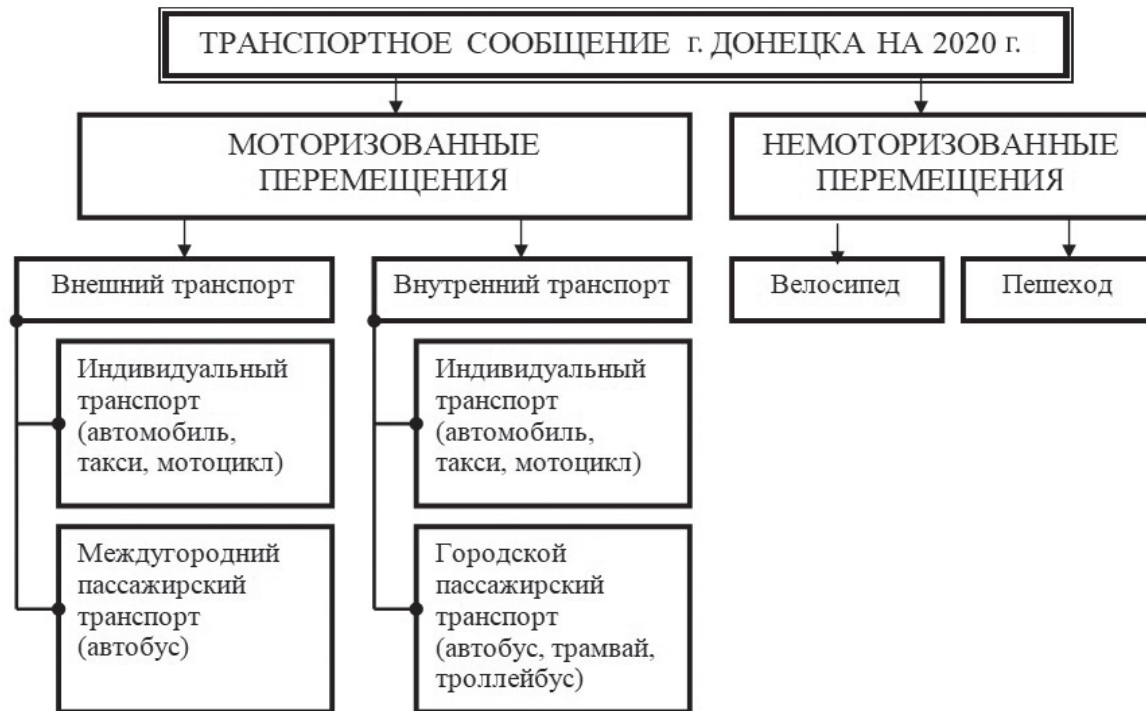 ТРАНСПОРТНОЕ СООБЩЕНИЕ г. ДОНЕЦКА НА 2020 г.
МОТОРИЗОВАННЫЕ
ПЕРЕМЕЩЕНИЯ
НЕМОТОРИЗОВАННЫЕ
ПЕРЕМЕЩЕНИЯ
Внешний транспорт
Внутренний транспорт
Велосипед
Пешеход
Индивидуальный
транспорт
(автомобиль,
такси, мотоцикл)
Индивидуальный
транспорт
(автомобиль,
такси, мотоцикл)
Междугородний
пассажирский
транспорт
(автобус)
Городской
пассажирский
транспорт
(автобус, трамвай,
троллейбус)